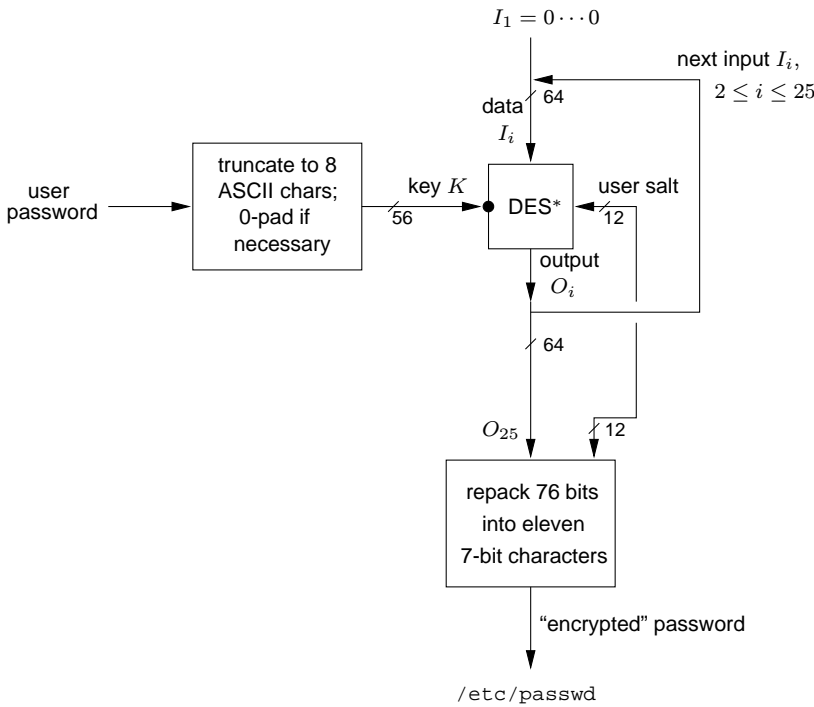 I₁ = 0 ⋯ 0
next input Iᵢ,
2 ≤ i ≤ 25
64
data
Iᵢ
user
password
truncate to 8
ASCII chars;
0-pad if
necessary
key K
56
DES*
user salt
12
output
Oᵢ
64
O₂₅
12
repack 76 bits
into eleven
7-bit characters
“encrypted” password
/etc/passwd